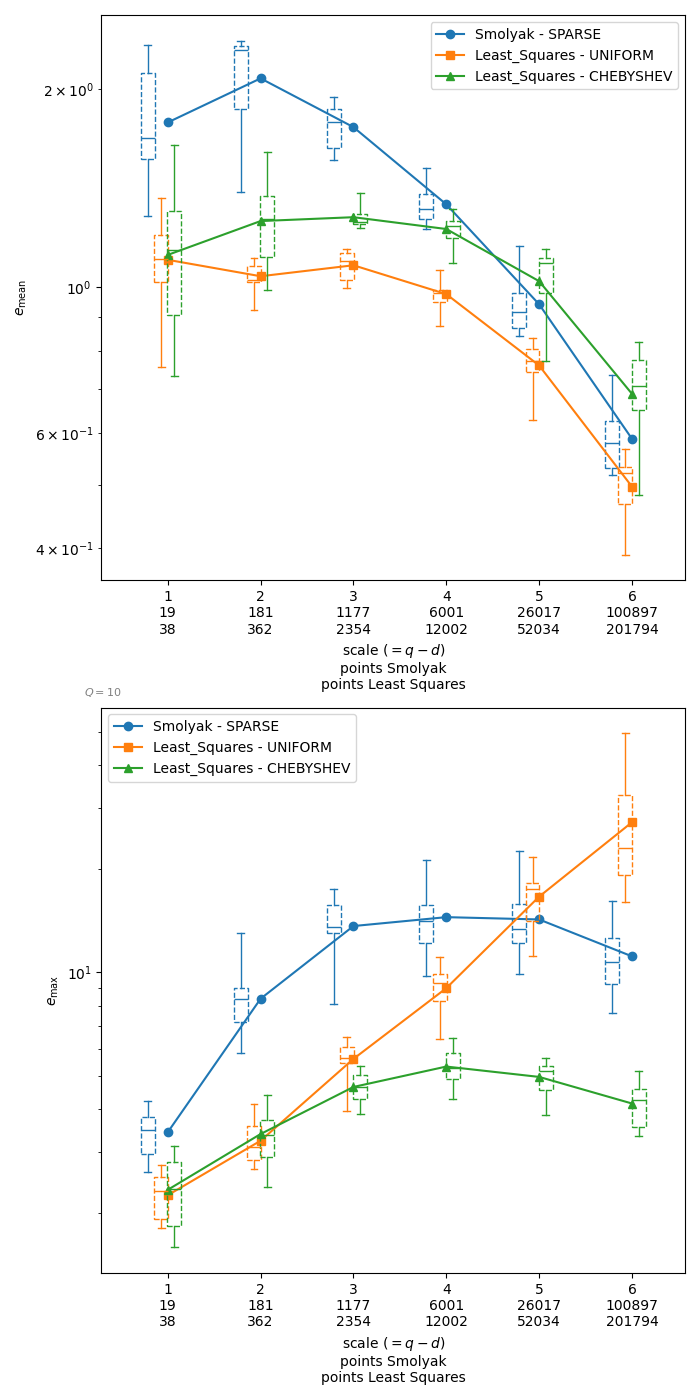 Smolyak - SPARSE
Least_Squares - UNIFORM
Least_Squares - CHEBYSHEV
2 × 10⁰
10⁰
6 × 10⁻¹
4 × 10⁻¹
e_mean
1 2 3 4 5 6
19 181 1177 6001 26017 100897
38 362 2354 12002 52034 201794
scale (= q − d)
points Smolyak
points Least Squares
Q = 10
Smolyak - SPARSE
Least_Squares - UNIFORM
Least_Squares - CHEBYSHEV
10¹
e_max
1 2 3 4 5 6
19 181 1177 6001 26017 100897
38 362 2354 12002 52034 201794
scale (= q − d)
points Smolyak
points Least Squares